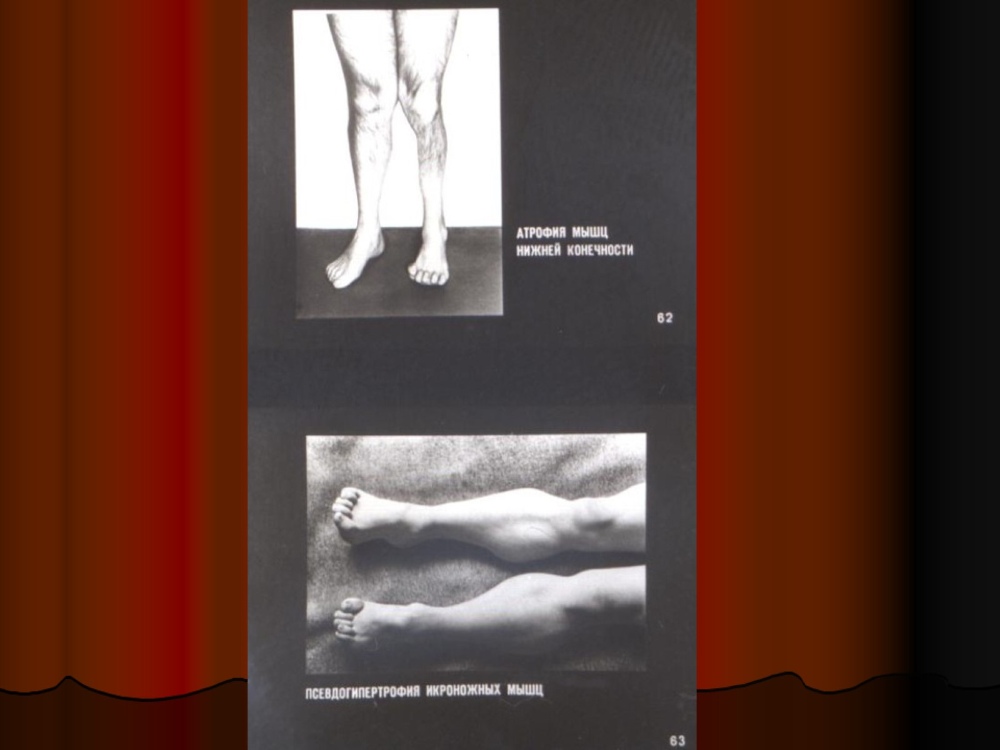 АТРОФИЯ МЫШЦ
НИЖНЕЙ КОНЕЧНОСТИ
62
ПСЕВДОГИПЕРТРОФИЯ ИКРОНОЖНЫХ МЫШЦ
63